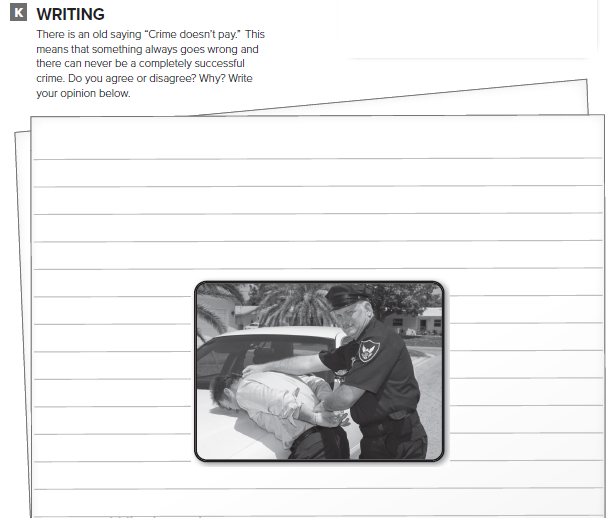 K WRITING
There is an old saying “Crime doesn’t pay.” This
means that something always goes wrong and
there can never be a completely successful
crime. Do you agree or disagree? Why? Write
your opinion below.